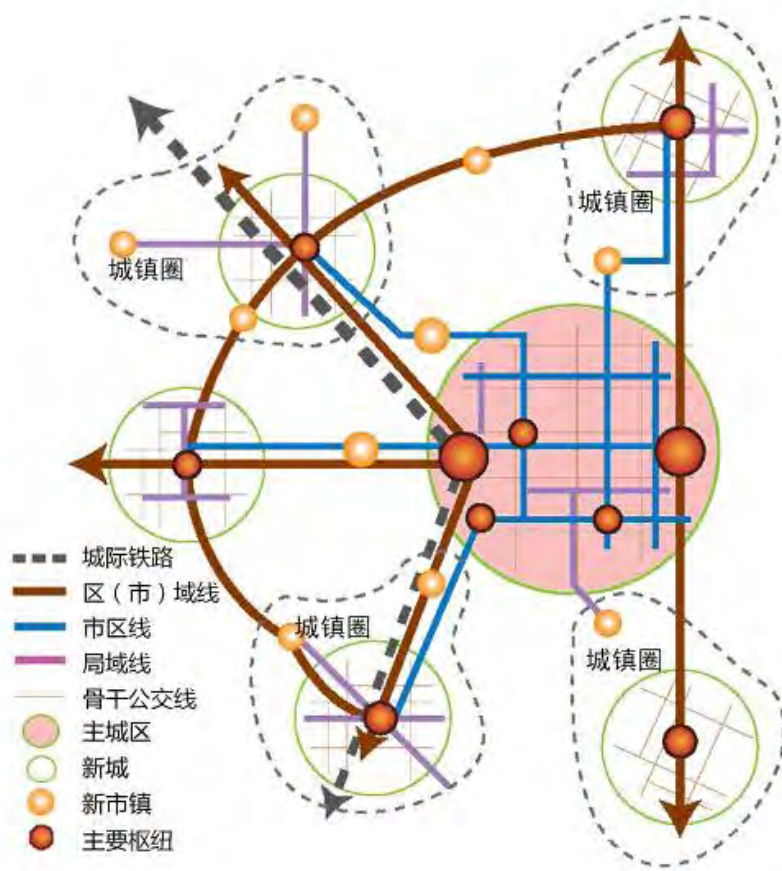 城镇圈
城镇圈
城镇圈
城镇圈
城际铁路
区（市）域线
市区线
局域线
骨干公交线
主城区
新城
新市镇
主要枢纽